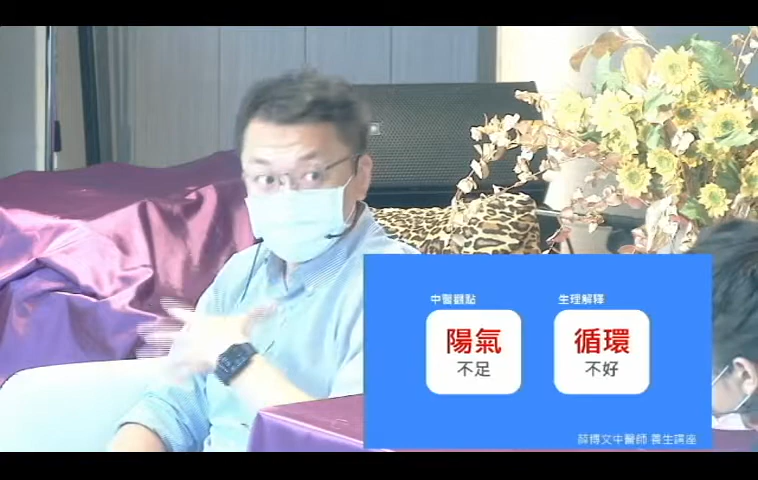 中醫觀點
生理解釋
陽氣
不足
循環
不好
薛博文中醫師 養生講座